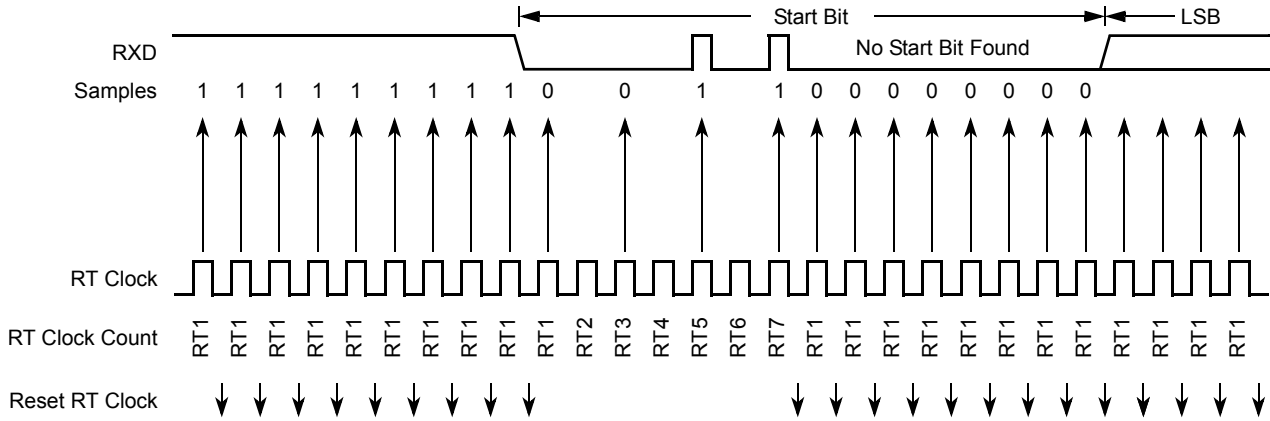 Start Bit LSB
RXD No Start Bit Found
Samples 1 1 1 1 1 1 1 1 1 0 0 1 1 0 0 0 0 0 0 0 0
RT Clock
RT Clock Count RT1 RT1 RT1 RT1 RT1 RT1 RT1 RT1 RT1 RT1 RT2 RT3 RT4 RT5 RT6 RT7 RT1 RT1 RT1 RT1 RT1 RT1 RT1 RT1 RT1 RT1 RT1 RT1
Reset RT Clock